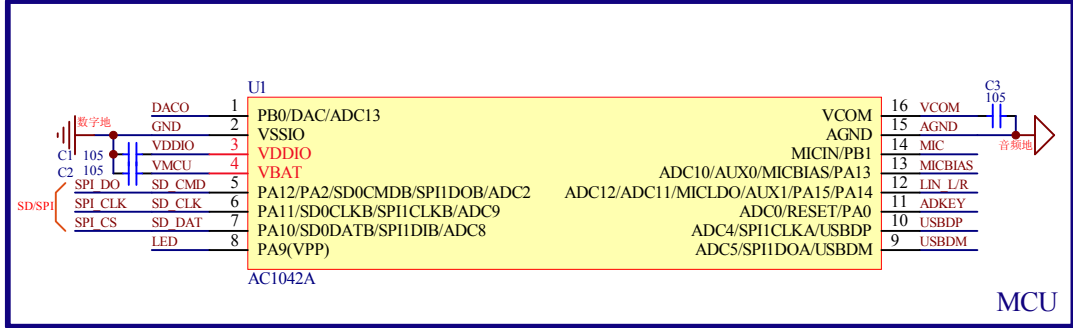 U1
DACO 1 PB0/DAC/ADC13
数字地 GND 2 VSSIO
VDDIO 3 VDDIO
C1 105
VMCU 4 VBAT
C2 105
SPI_DO SD_CMD 5 PA12/PA2/SD0CMDB/SPI1DOB/ADC2
SD/SPI SPI_CLK SD_CLK 6 PA11/SD0CLKB/SPI1CLKB/ADC9
SPI_CS SD_DAT 7 PA10/SD0DATB/SPI1DIB/ADC8
LED 8 PA9(VPP)
C3
105
VCOM 16 VCOM
AGND 15 AGND
音频地
MICIN/PB1 14 MIC
ADC10/AUX0/MICBIAS/PA13 13 MICBIAS
ADC12/ADC11/MICLDO/AUX1/PA15/PA14 12 LIN_L/R
ADC0/RESET/PA0 11 ADKEY
ADC4/SPI1CLKA/USBDP 10 USBDP
ADC5/SPI1DOA/USBDM 9 USBDM
AC1042A
MCU